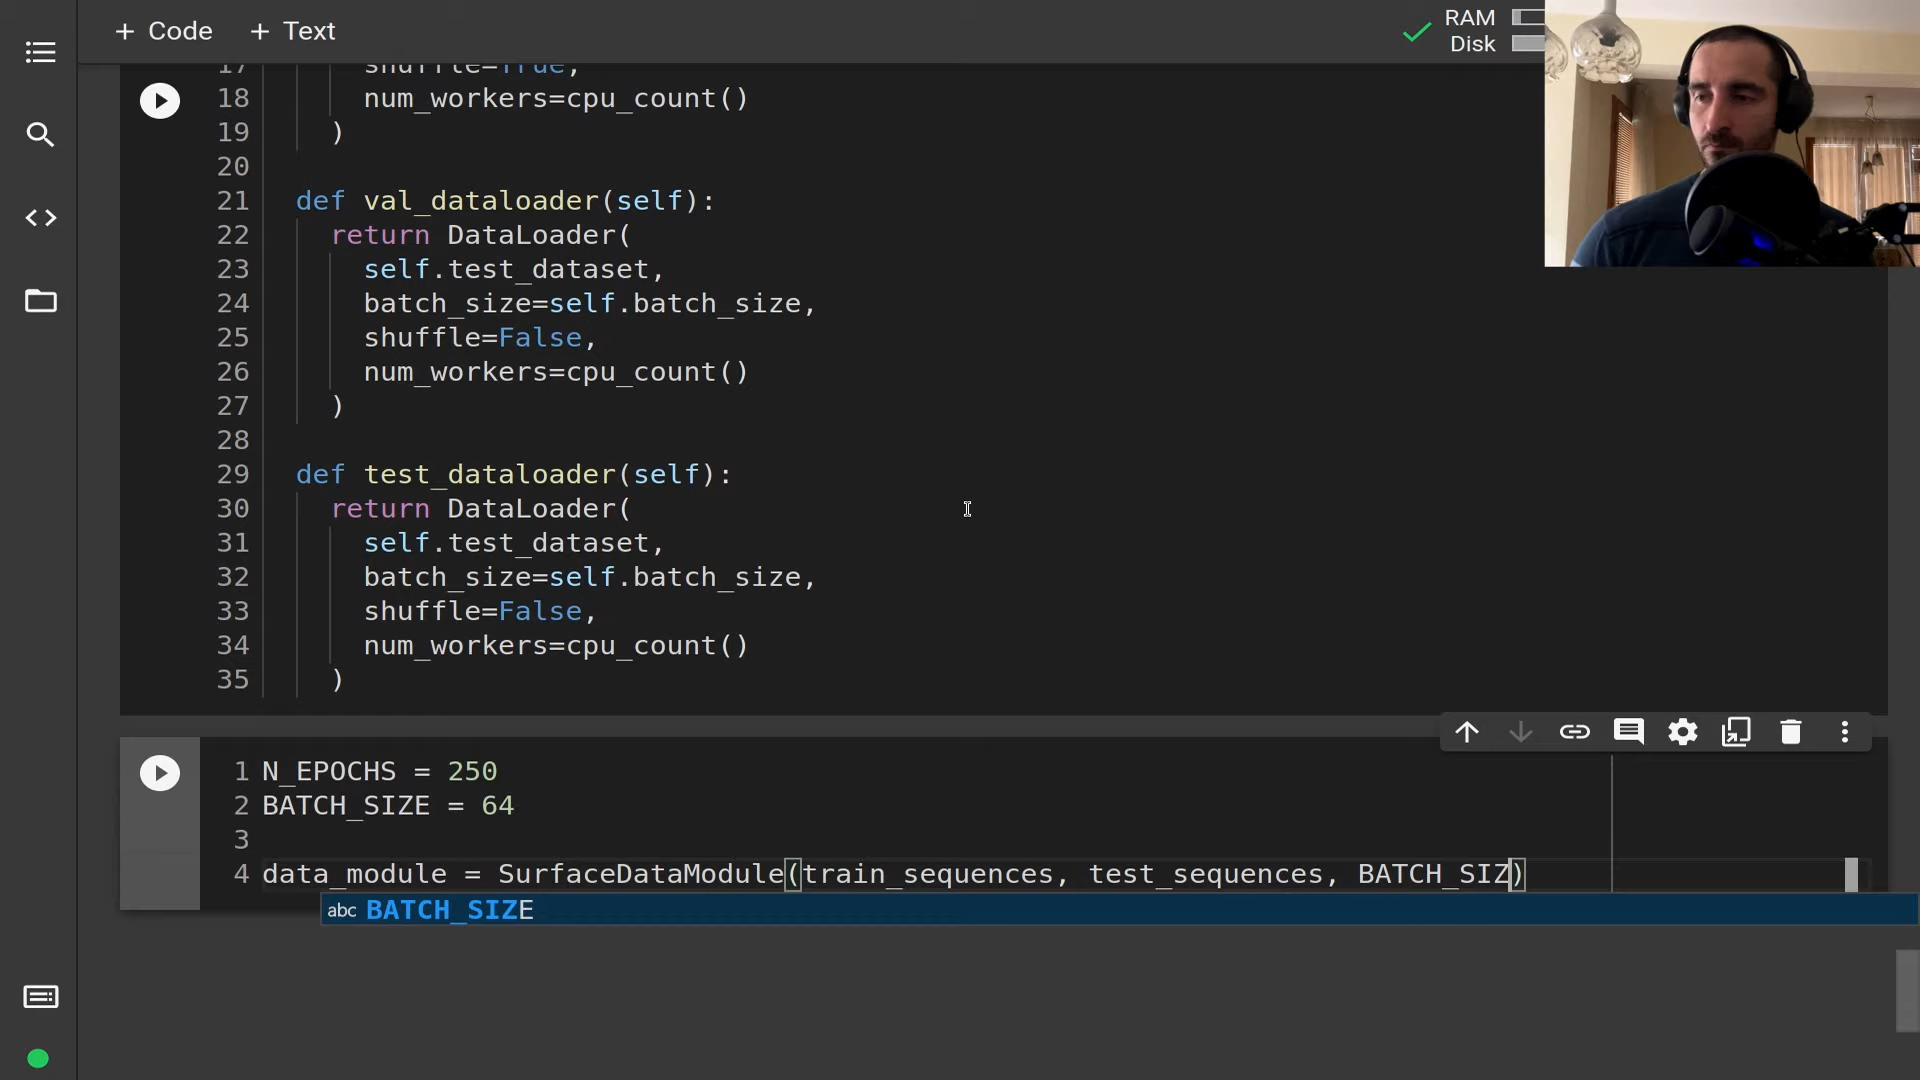 + Code + Text
RAM
Disk
17 shuffle=True,
18 num_workers=cpu_count()
19 )
20
21 def val_dataloader(self):
22 return DataLoader(
23 self.test_dataset,
24 batch_size=self.batch_size,
25 shuffle=False,
26 num_workers=cpu_count()
27 )
28
29 def test_dataloader(self):
30 return DataLoader(
31 self.test_dataset,
32 batch_size=self.batch_size,
33 shuffle=False,
34 num_workers=cpu_count()
35 )
1 N_EPOCHS = 250
2 BATCH_SIZE = 64
3
4 data_module = SurfaceDataModule(train_sequences, test_sequences, BATCH_SIZ)
abc BATCH_SIZE